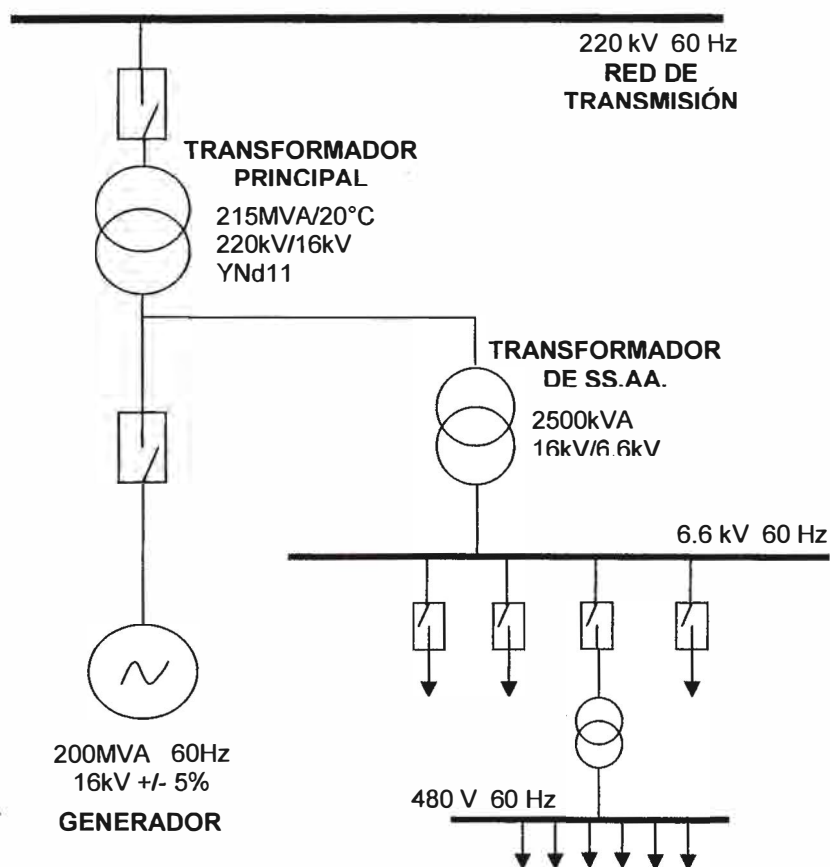 220 kV 60 Hz
RED DE
TRANSMISIÓN
TRANSFORMADOR
PRINCIPAL
215MVA/20°C
220kV/16kV
YNd11
TRANSFORMADOR
DE SS.AA.
2500kVA
16kV/6.6kV
6.6 kV 60 Hz
200MVA 60Hz
16kV +/- 5%
GENERADOR
480 V 60 Hz